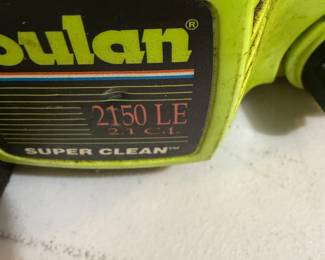 oulan®
2150 LE
2.1 C.I.
SUPER CLEAN™